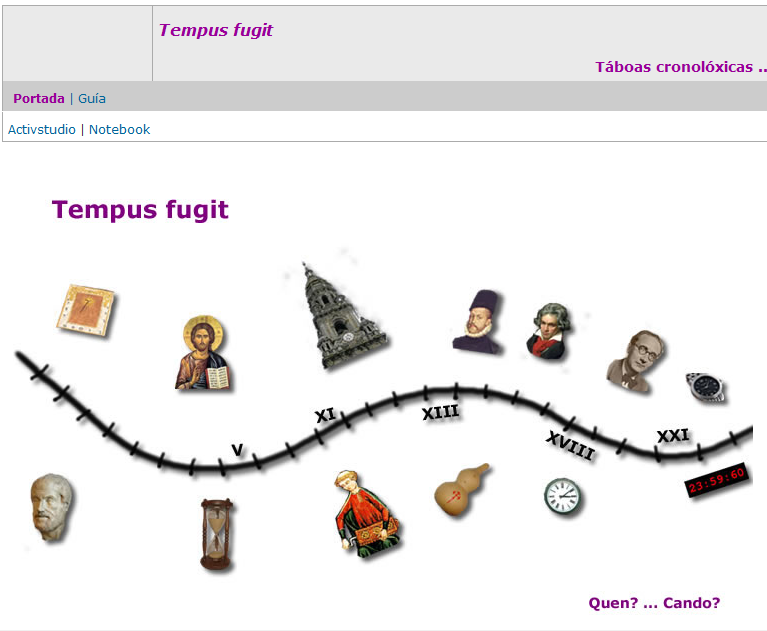 Tempus fugit
Táboas cronolóxicas ..
Portada | Guía
Activstudio | Notebook
Tempus fugit
V
XI
XIII
XVIII
XXI
23:59:60
Quen? ... Cando?